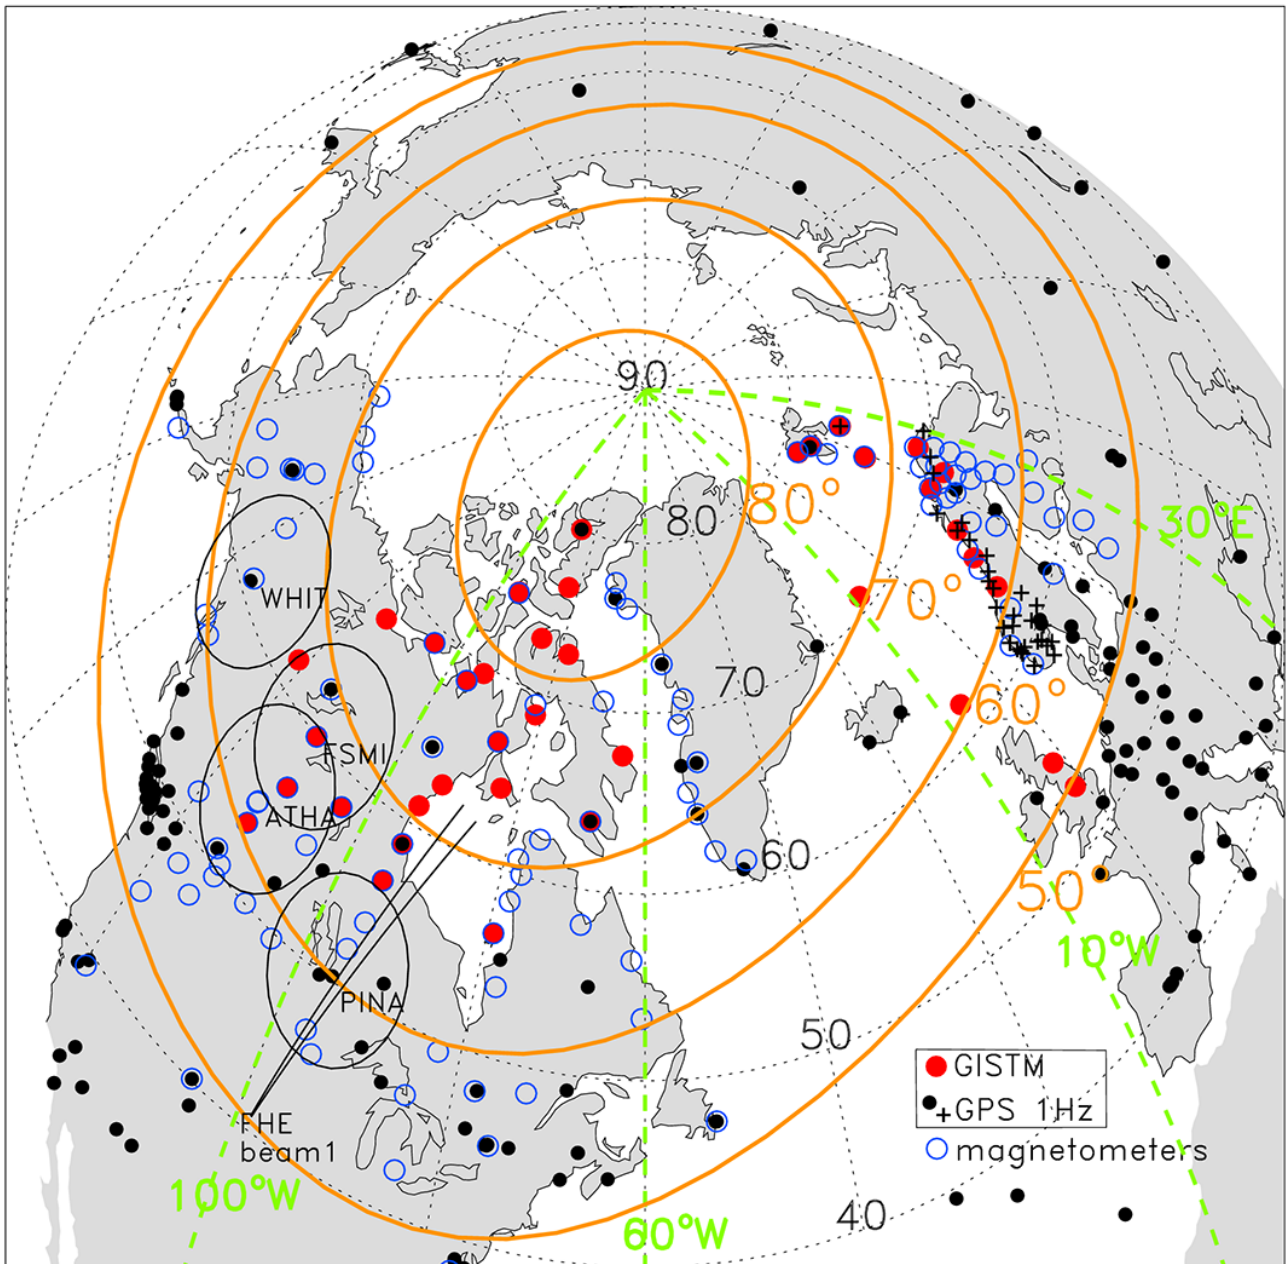 90
80°
80
30°E
WHIT
70°
70
60°
FSMI
ATHA
60
50
10°W
PINA
50
GISTM
GPS 1Hz
FHE
beam1
magnetometers
100°W
60°W
40